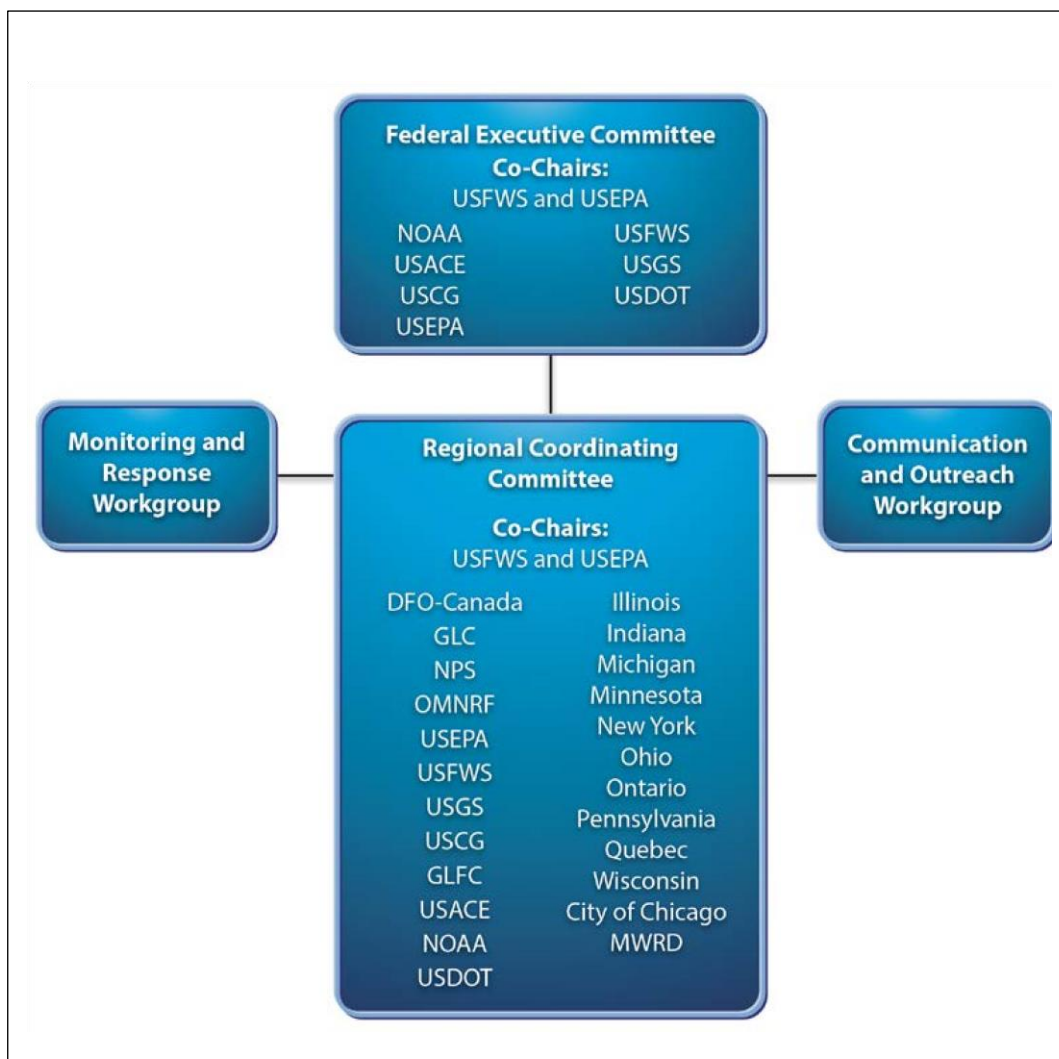 Federal Executive Committee
Co-Chairs:
USFWS and USEPA
NOAA
USACE
USCG
USEPA
USFWS
USGS
USDOT
Monitoring and
Response
Workgroup
Regional Coordinating
Committee
Co-Chairs:
USFWS and USEPA
DFO-Canada
GLC
NPS
OMNRF
USEPA
USFWS
USGS
USCG
GLFC
USACE
NOAA
USDOT
Illinois
Indiana
Michigan
Minnesota
New York
Ohio
Ontario
Pennsylvania
Quebec
Wisconsin
City of Chicago
MWRD
Communication
and Outreach
Workgroup